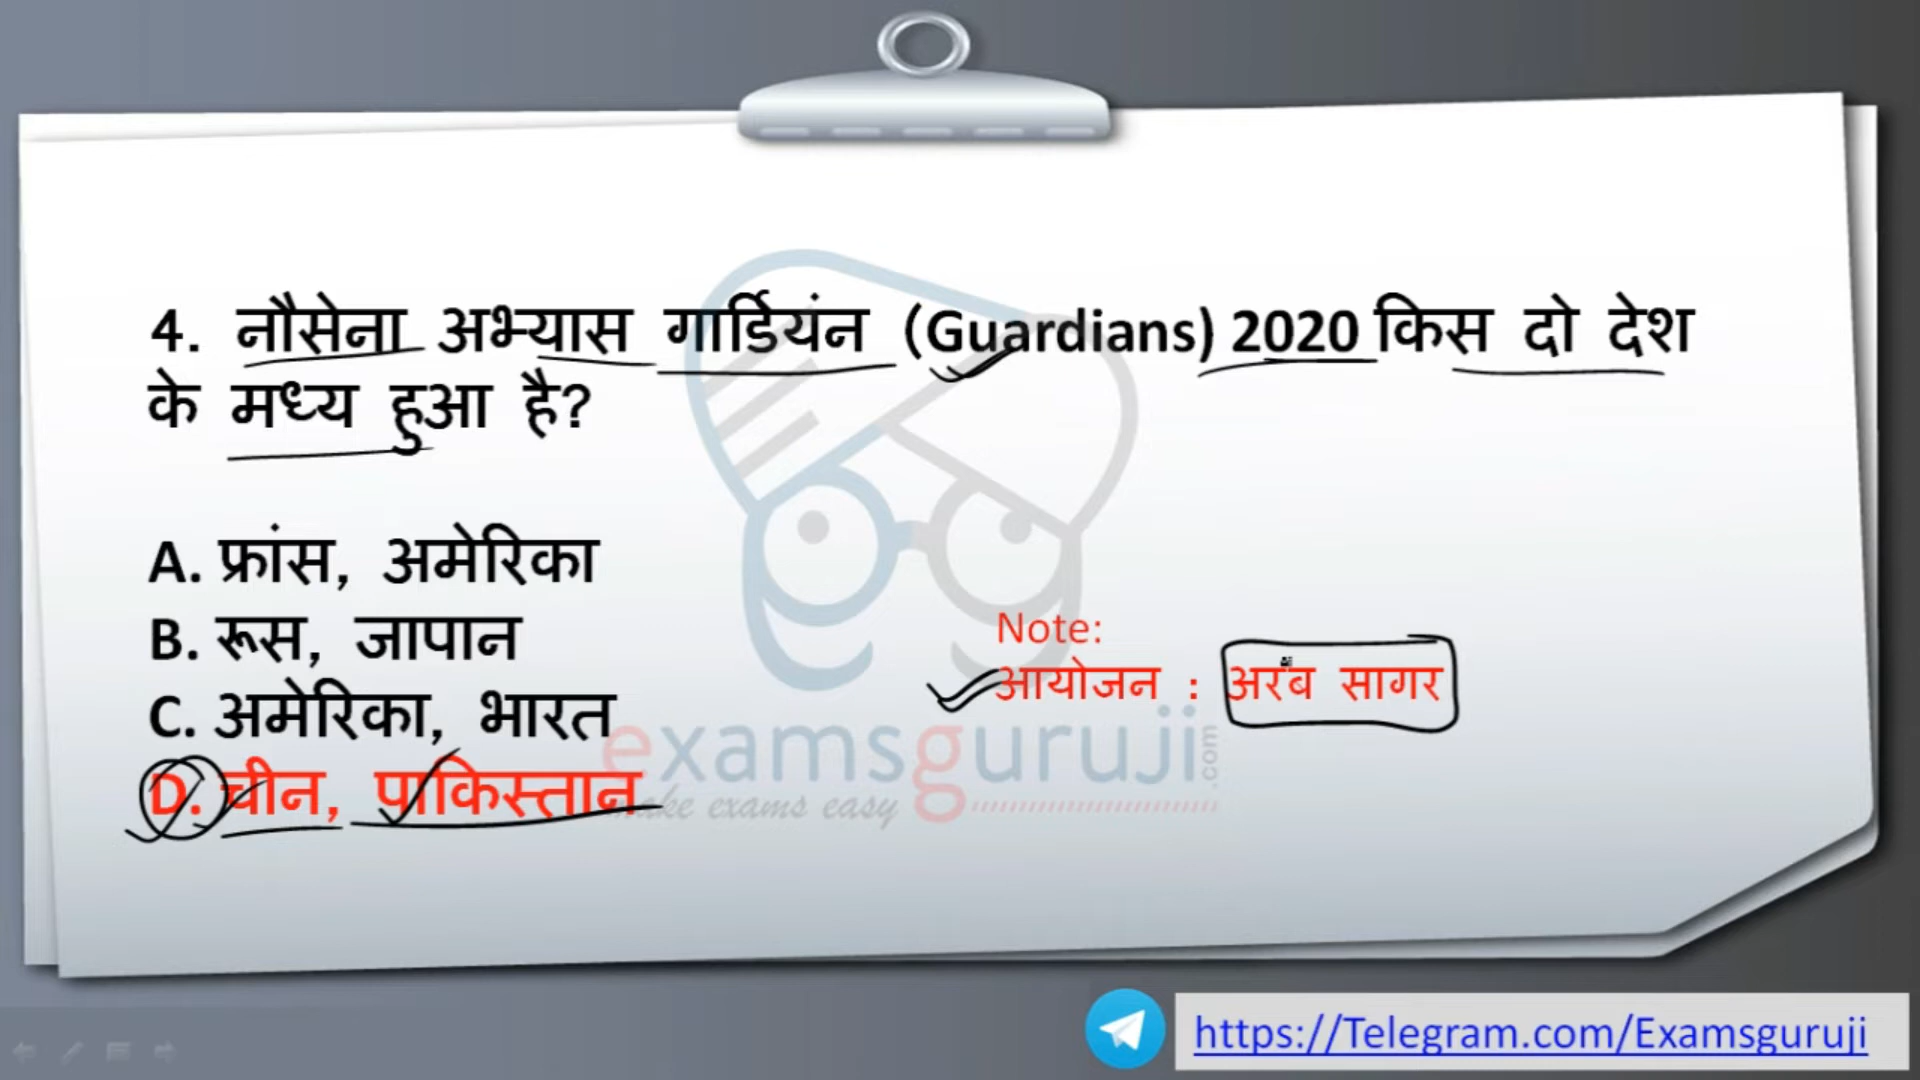 4. नौसेना अभ्यास गार्डियंन (Guardians) 2020 किस दो देश
के मध्य हुआ है?
A. फ्रांस, अमेरिका
B. रूस, जापान
C. अमेरिका, भारत
D. चीन, पाकिस्तान
Note:
आयोजन : अरब सागर
examsguruji.com
make exams easy
https://Telegram.com/Examsguruji